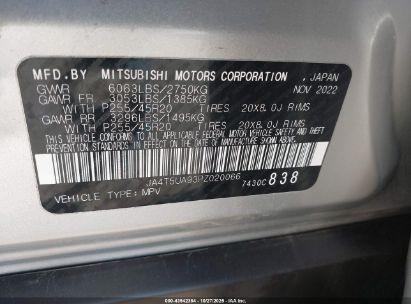 MFD.BY MITSUBISHI MOTORS CORPORATION , JAPAN
GVWR 6063LBS/2750KG NOV 2022
GAWR FR 3053LBS/1385KG
WITH P255/45R20 TIRES 20X8.0J RIMS
GAWR RR 3296LBS/1495KG
WITH P255/45R20 TIRES 20X8.0J RIMS
THIS VEHICLE CONFORMS TO ALL APPLICABLE FEDERAL MOTOR VEHICLE SAFETY, BUMPER, AND THEFT
PREVENTION STANDARDS IN EFFECT ON THE DATE OF MANUFACTURE SHOWN ABOVE.
JA4T5UA93PZ020066
7430C 838
VEHICLE TYPE: MPV